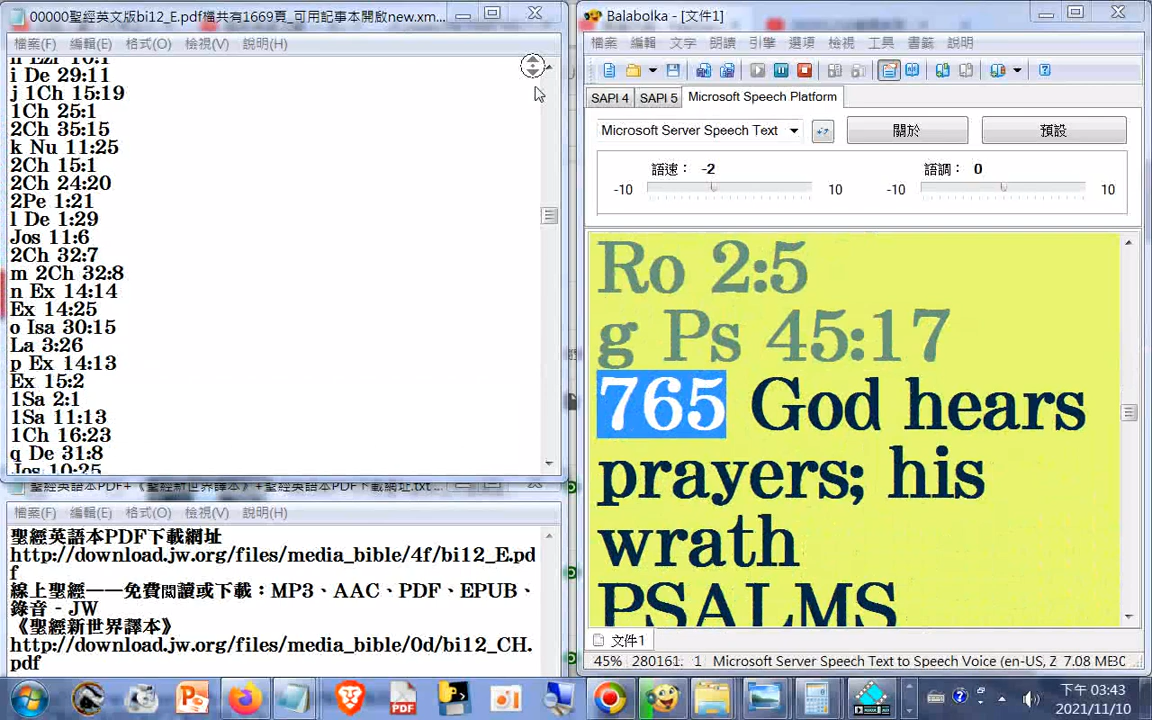 00000聖經英文版bi12_E.pdf檔共有1669頁_可用記事本開啟new.xm...
檔案(F) 編輯(E) 格式(O) 檢視(V) 說明(H)
i De 29:11
j 1Ch 15:19
1Ch 25:1
2Ch 35:15
k Nu 11:25
2Ch 15:1
2Ch 24:20
2Pe 1:21
l De 1:29
Jos 11:6
2Ch 32:7
m 2Ch 32:8
n Ex 14:14
Ex 14:25
o Isa 30:15
La 3:26
p Ex 14:13
Ex 15:2
1Sa 2:1
1Sa 11:13
1Ch 16:23
q De 31:8
Jos 10:25
聖經英語本PDF+《聖經新世界譯本》+聖經英語本PDF下載網址.txt ...
檔案(F) 編輯(E) 格式(O) 檢視(V) 說明(H)
聖經英語本PDF下載網址
http://download.jw.org/files/media_bible/4f/bi12_E.pd
f
線上聖經——免費閱讀或下載：MP3、AAC、PDF、EPUB、
錄音 - JW
《聖經新世界譯本》
http://download.jw.org/files/media_bible/0d/bi12_CH.
pdf
Balabolka - [文件1]
檔案 編輯 文字 朗讀 引擎 選項 檢視 工具 書籤 說明
SAPI 4 SAPI 5 Microsoft Speech Platform
Microsoft Server Speech Text 關於 預設
語速： -2 語調： 0
-10 10 -10 10
Ro 2:5
g Ps 45:17
765 God hears
prayers; his
wrath
PSALMS
文件1
45% 280161: 1 Microsoft Server Speech Text to Speech Voice (en-US, Z 7.08 MB
下午 03:43
2021/11/10